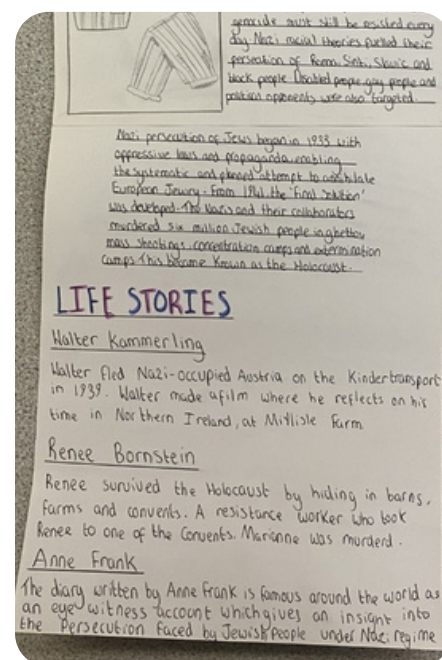 genocide must still be resisted every
day Nazi racial theories fuelled their
persecution of Roma, Sinti, Slavic and
black people. Disabled people, gay people and
political opponents were also targeted.
Nazi persecution of Jews began in 1933 with
oppressive laws and propaganda enabling
the systematic and planned attempt to annihilate
European Jewry. From 1941, the 'Final Solution'
was developed. The Nazis and their collaborators
murdered six million Jewish people in ghettos
mass shootings, concentration camps and extermination
camps. This became known as the Holocaust.
LIFE STORIES
Walter Kammerling
Walter fled Nazi-occupied Austria on the Kindertransport
in 1939. Walter made a film where he reflects on his
time in Northern Ireland, at Millisle Farm
Renee Bornstein
Renee survived the Holocaust by hiding in barns,
farms and convents. A resistance worker who took
Renee to one of the Convents. Marianne was murderd.
Anne Frank
The diary written by Anne Frank is famous around the world as
an eye witness account which gives an insight into
the Persecution faced by Jewish People under Nazi regime